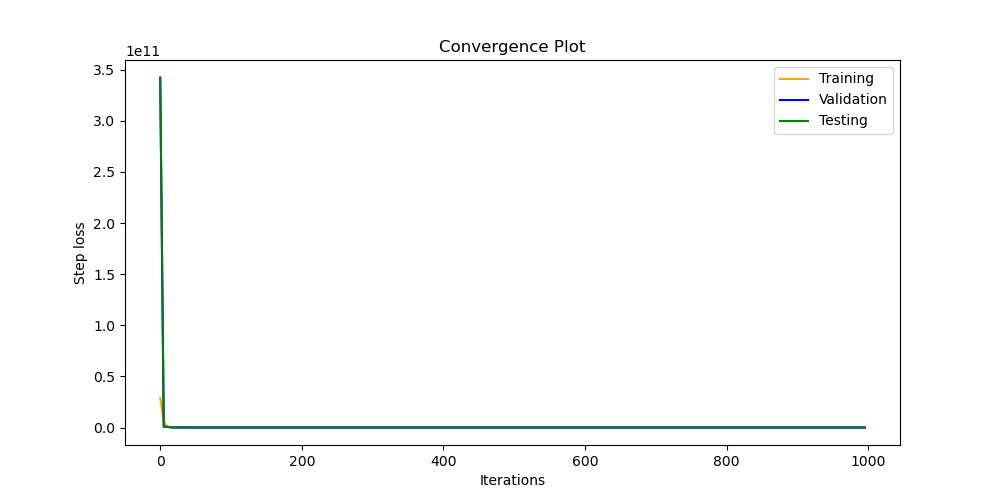 Convergence Plot
1e11
3.5
3.0
2.5
2.0
1.5
1.0
0.5
0.0
Step loss
Training
Validation
Testing
0 200 400 600 800 1000
Iterations